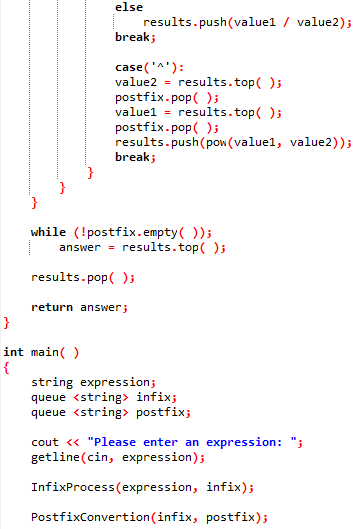 else
results.push(value1 / value2);
break;
case('^'):
value2 = results.top( );
postfix.pop( );
value1 = results.top( );
postfix.pop( );
results.push(pow(value1, value2));
break;
}
}
}
while (!postfix.empty( ));
answer = results.top( );
results.pop( );
return answer;
}
int main( )
{
string expression;
queue <string> infix;
queue <string> postfix;
cout << "Please enter an expression: ";
getline(cin, expression);
InfixProcess(expression, infix);
PostfixConvertion(infix, postfix);